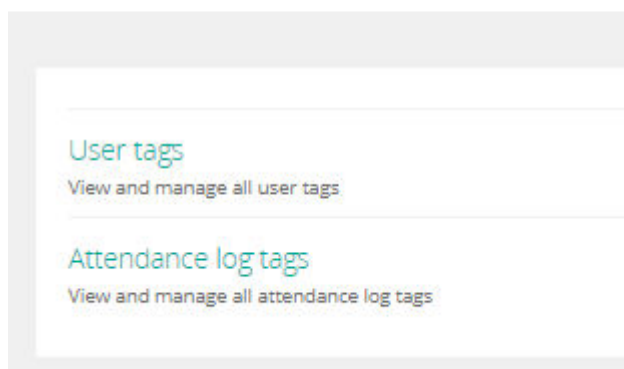 User tags
View and manage all user tags
Attendance log tags
View and manage all attendance log tags